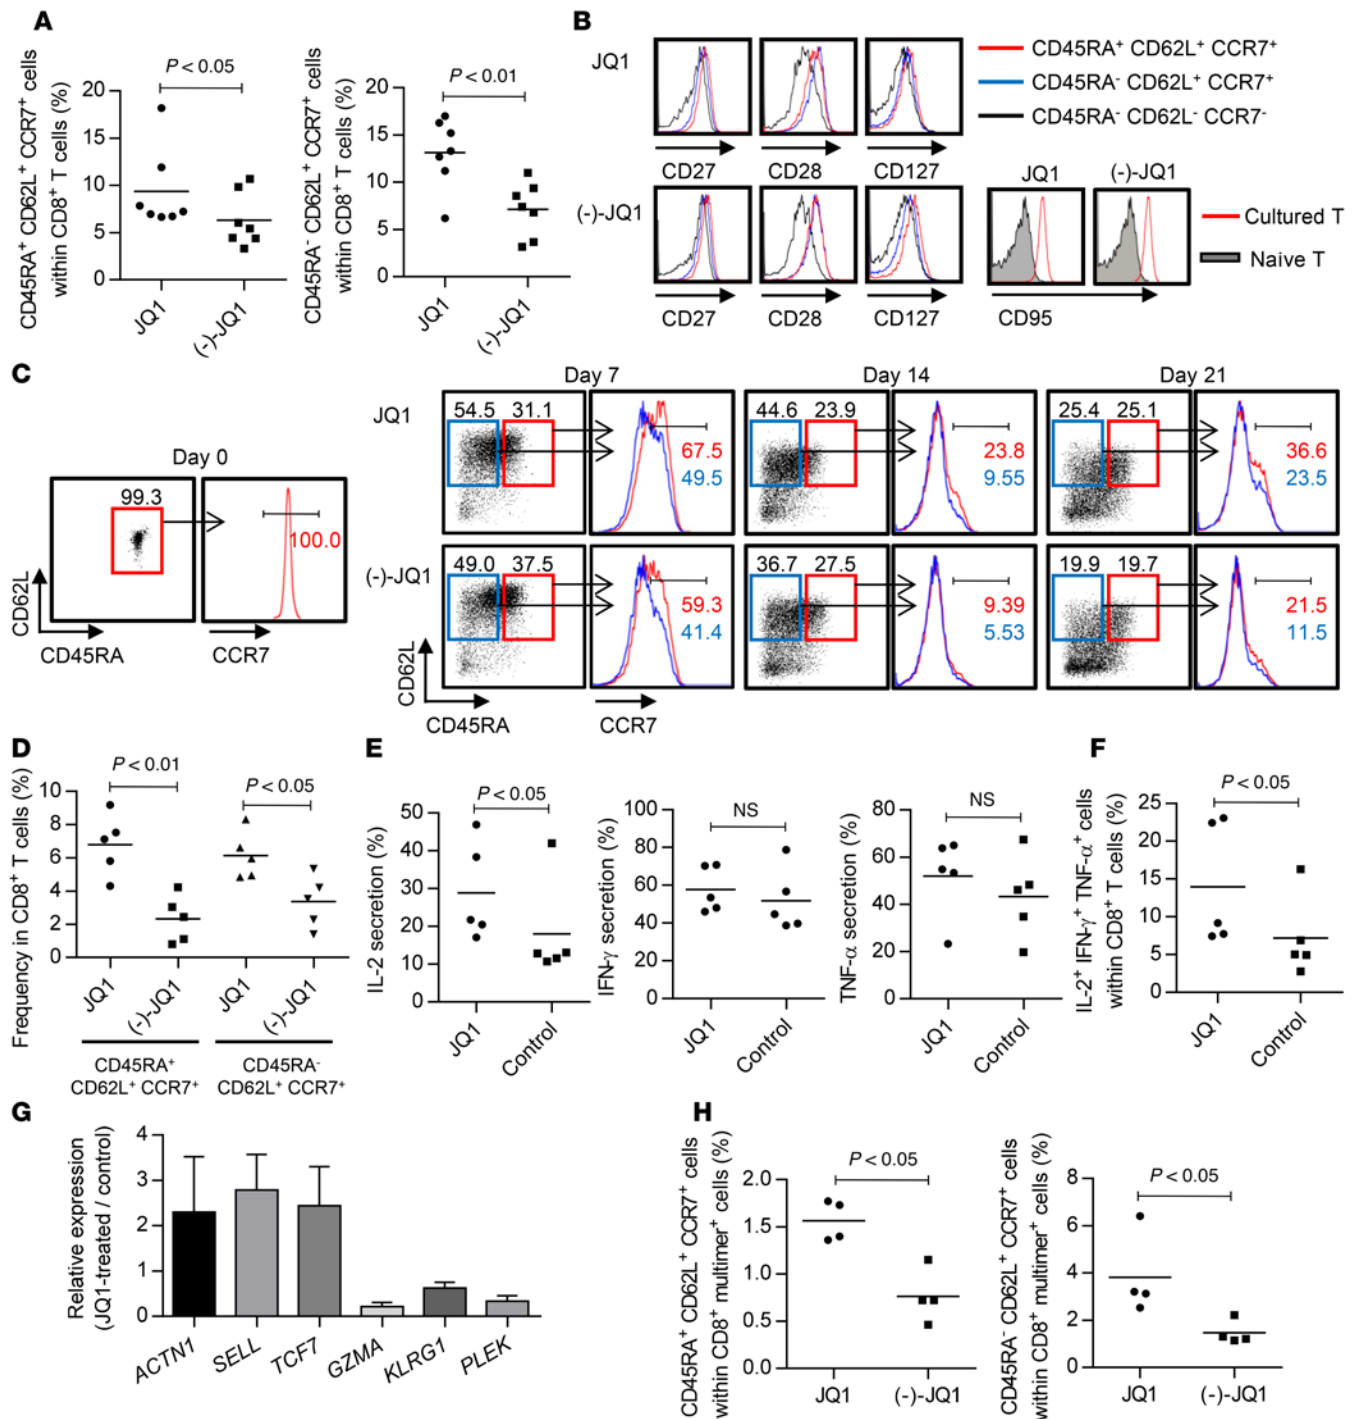 A
CD45RA+ CD62L+ CCR7+ cells
within CD8+ T cells (%)
P < 0.05
20
15
10
5
0
JQ1
(-)-JQ1
CD45RA- CD62L+ CCR7+ cells
within CD8+ T cells (%)
P < 0.01
20
15
10
5
0
JQ1
(-)-JQ1
B
JQ1
CD27
CD28
CD127
(-)-JQ1
CD27
CD28
CD127
CD45RA+ CD62L+ CCR7+
CD45RA- CD62L+ CCR7+
CD45RA- CD62L- CCR7-
JQ1
(-)-JQ1
CD95
Cultured T
Naive T
C
Day 0
99.3
100.0
CD62L
CD45RA
CCR7
Day 7
Day 14
Day 21
JQ1
54.5
31.1
67.5
49.5
44.6
23.9
23.8
9.55
25.4
25.1
36.6
23.5
(-)-JQ1
49.0
37.5
59.3
41.4
36.7
27.5
9.39
5.53
19.9
19.7
21.5
11.5
CD62L
CD45RA
CCR7
D
Frequency in CD8+ T cells (%)
P < 0.01
P < 0.05
10
8
6
4
2
0
JQ1
(-)-JQ1
JQ1
(-)-JQ1
CD45RA+
CD62L+ CCR7+
CD45RA-
CD62L+ CCR7+
E
IL-2 secretion (%)
P < 0.05
50
40
30
20
10
0
JQ1
Control
IFN-γ secretion (%)
NS
100
80
60
40
20
0
JQ1
Control
TNF-α secretion (%)
NS
80
60
40
20
0
JQ1
Control
F
IL-2+ IFN-γ+ TNF-α+ cells
within CD8+ T cells (%)
P < 0.05
25
20
15
10
5
0
JQ1
Control
G
Relative expression
(JQ1-treated / control)
4
3
2
1
0
ACTN1
SELL
TCF7
GZMA
KLRG1
PLEK
H
CD45RA+ CD62L+ CCR7+ cells
within CD8+ multimer+ cells (%)
P < 0.05
2.0
1.5
1.0
0.5
0.0
JQ1
(-)-JQ1
CD45RA- CD62L+ CCR7+ cells
within CD8+ multimer+ cells (%)
P < 0.05
8
6
4
2
0
JQ1
(-)-JQ1